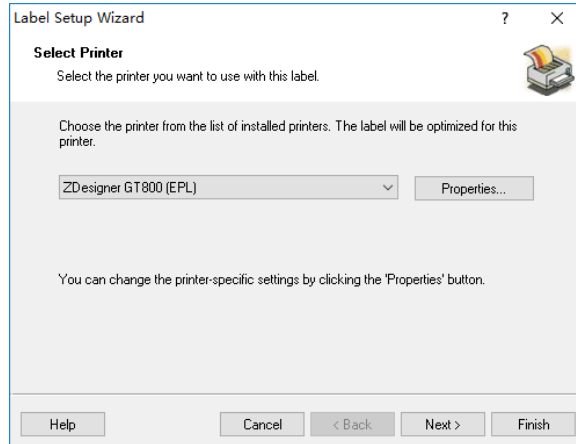 Label Setup Wizard
Select Printer
Select the printer you want to use with this label.
Choose the printer from the list of installed printers. The label will be optimized for this
printer.
ZDesigner GT800 (EPL)
Properties...
You can change the printer-specific settings by clicking the 'Properties' button.
Help Cancel < Back Next > Finish